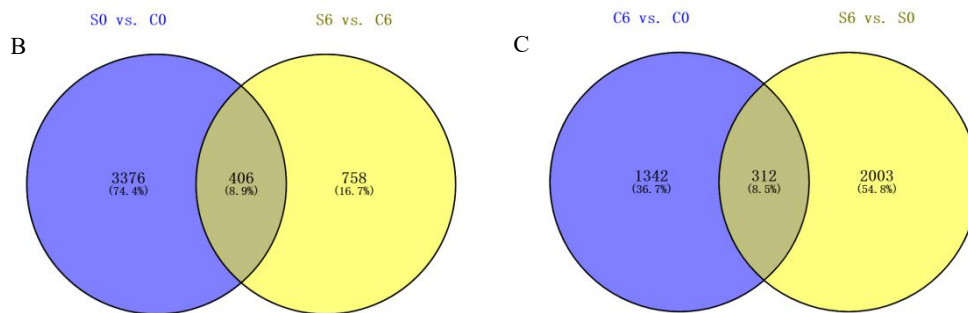 S0 vs. C0
S6 vs. C6
B
3376
(74.4%)
406
(8.9%)
758
(16.7%)
C6 vs. C0
S6 vs. S0
C
1342
(36.7%)
312
(8.5%)
2003
(54.8%)